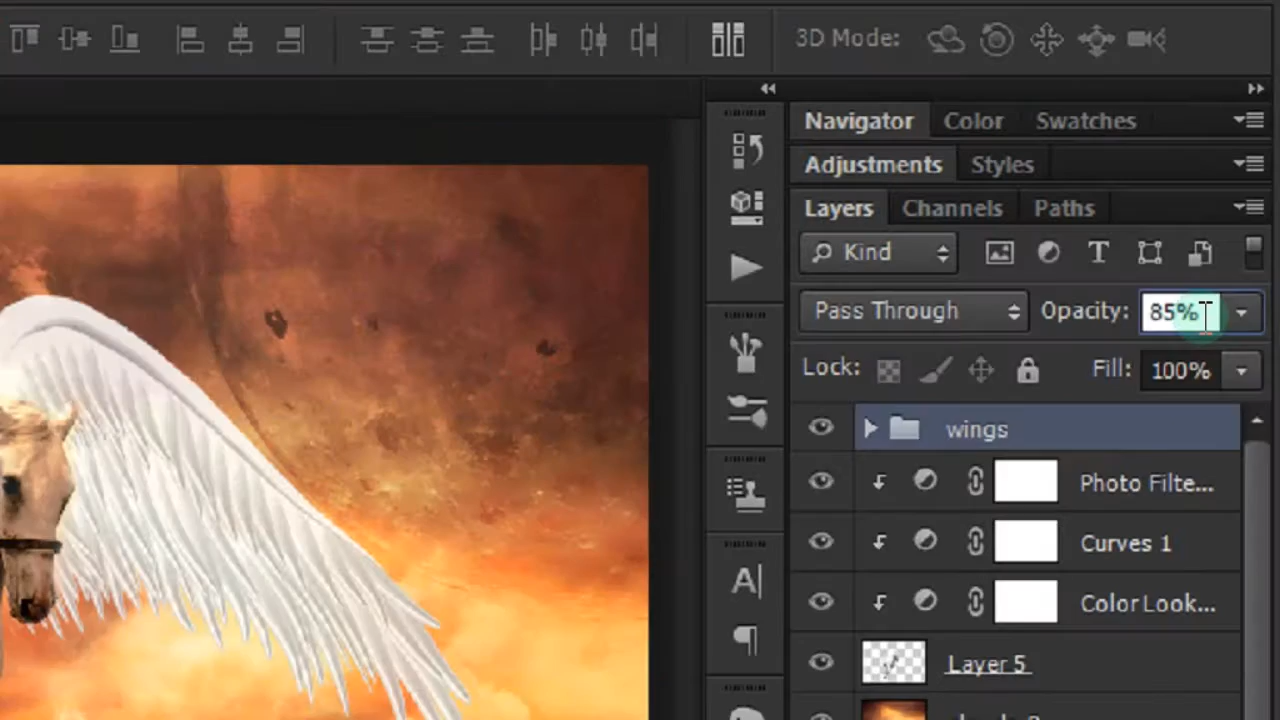 3D Mode:
Navigator Color Swatches
Adjustments Styles
Layers Channels Paths
Kind
Pass Through Opacity: 85%
Lock: Fill: 100%
wings
Photo Filte...
Curves 1
Color Look...
Layer 5